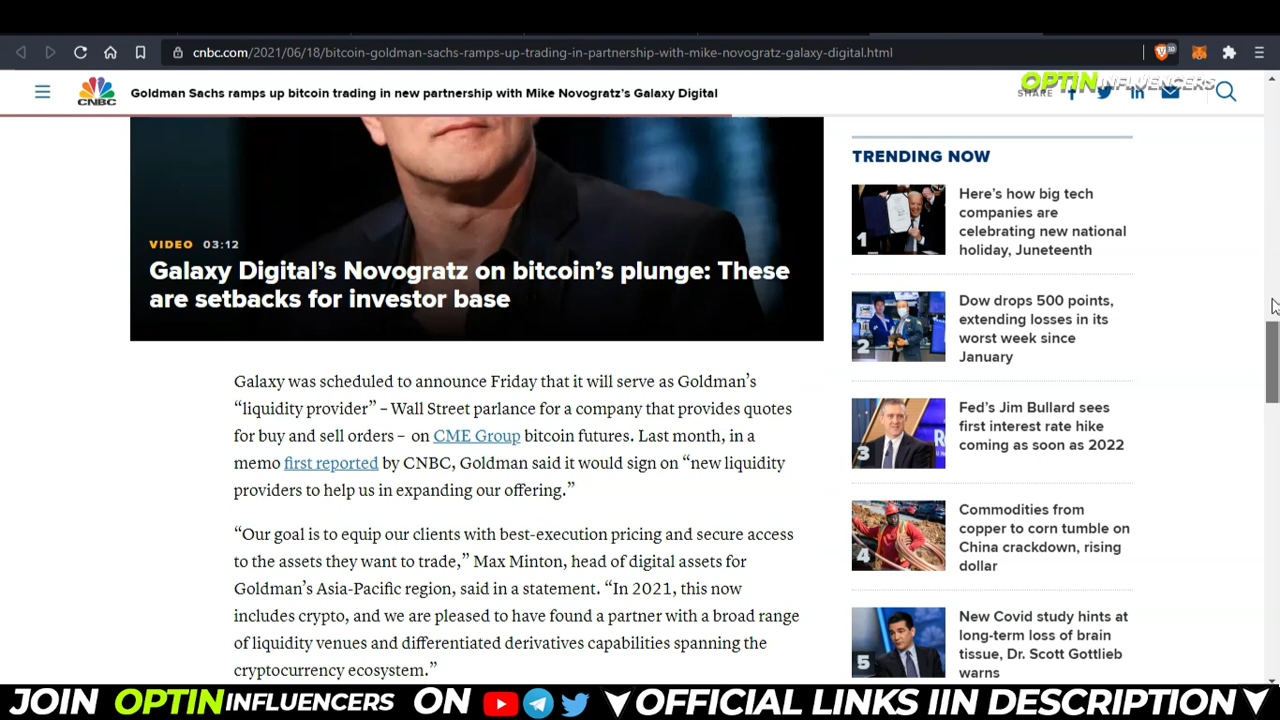 cnbc.com/2021/06/18/bitcoin-goldman-sachs-ramps-up-trading-in-partnership-with-mike-novogratz-galaxy-digital.html
30
OPTIN INFLUENCERS
CNBC
Goldman Sachs ramps up bitcoin trading in new partnership with Mike Novogratz's Galaxy Digital
SHARE
VIDEO 03:12
Galaxy Digital’s Novogratz on bitcoin’s plunge: These
are setbacks for investor base
Galaxy was scheduled to announce Friday that it will serve as Goldman’s
“liquidity provider” – Wall Street parlance for a company that provides quotes
for buy and sell orders – on CME Group bitcoin futures. Last month, in a
memo first reported by CNBC, Goldman said it would sign on “new liquidity
providers to help us in expanding our offering.”
“Our goal is to equip our clients with best-execution pricing and secure access
to the assets they want to trade,” Max Minton, head of digital assets for
Goldman’s Asia-Pacific region, said in a statement. “In 2021, this now
includes crypto, and we are pleased to have found a partner with a broad range
of liquidity venues and differentiated derivatives capabilities spanning the
cryptocurrency ecosystem.”
TRENDING NOW
1
Here’s how big tech
companies are
celebrating new national
holiday, Juneteenth
2
Dow drops 500 points,
extending losses in its
worst week since
January
3
Fed’s Jim Bullard sees
first interest rate hike
coming as soon as 2022
4
Commodities from
copper to corn tumble on
China crackdown, rising
dollar
5
New Covid study hints at
long-term loss of brain
tissue, Dr. Scott Gottlieb
warns
JOIN OPTIN INFLUENCERS ON OFFICIAL LINKS IIN DESCRIPTION